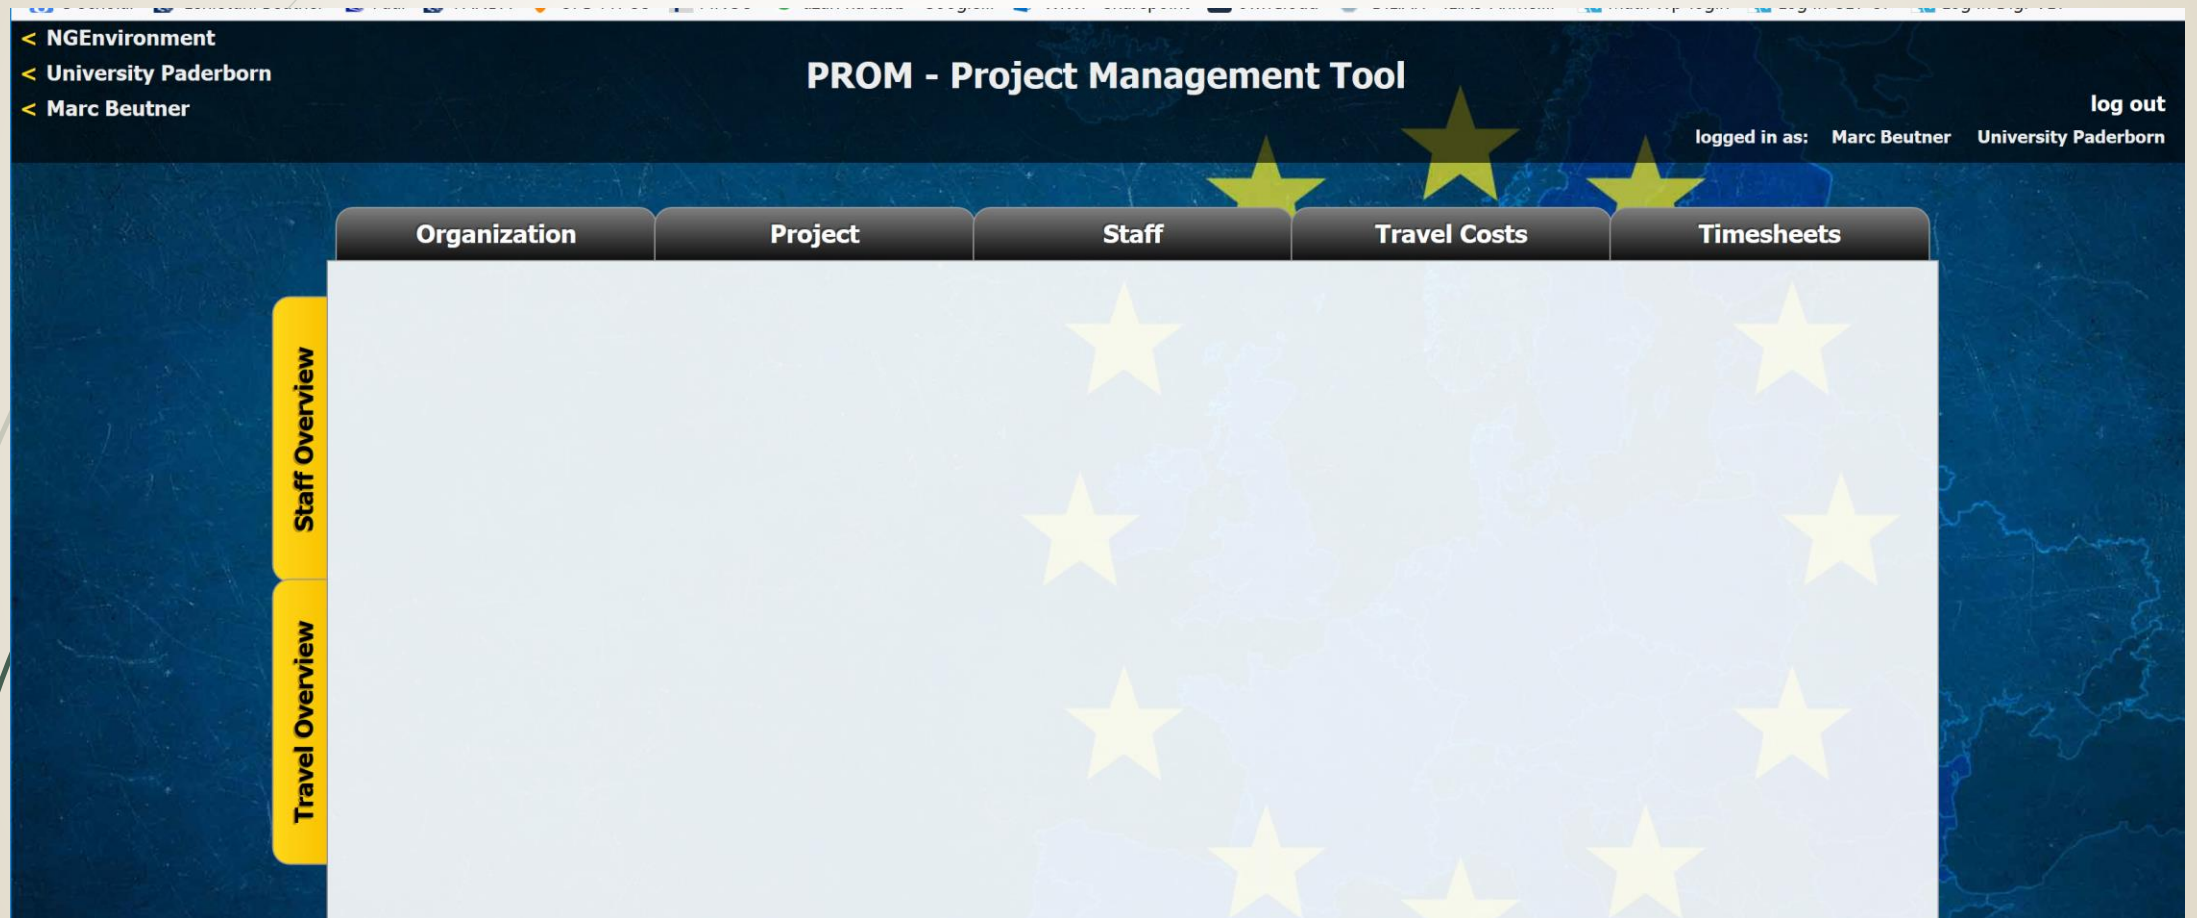 < NGEnvironment
< University Paderborn
< Marc Beutner
PROM - Project Management Tool
log out
logged in as: Marc Beutner University Paderborn
Organization Project Staff Travel Costs Timesheets
Staff Overview
Travel Overview